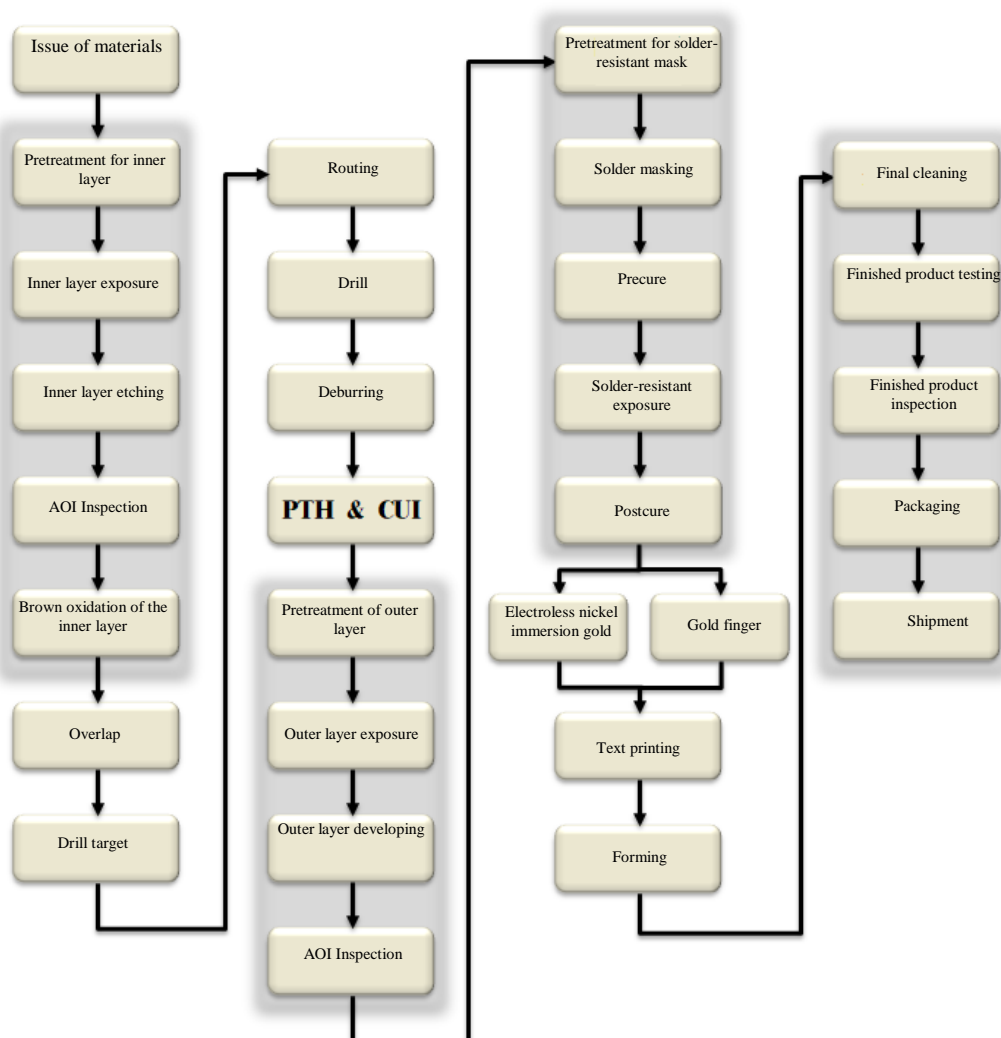 Issue of materials
Pretreatment for inner
layer
Inner layer exposure
Inner layer etching
AOI Inspection
Brown oxidation of the
inner layer
Overlap
Drill target
Routing
Drill
Deburring
PTH & CUI
Pretreatment of outer
layer
Outer layer exposure
Outer layer developing
AOI Inspection
Pretreatment for solder-
resistant mask
Solder masking
Precure
Solder-resistant
exposure
Postcure
Electroless nickel
immersion gold
Gold finger
Text printing
Forming
Final cleaning
Finished product testing
Finished product
inspection
Packaging
Shipment